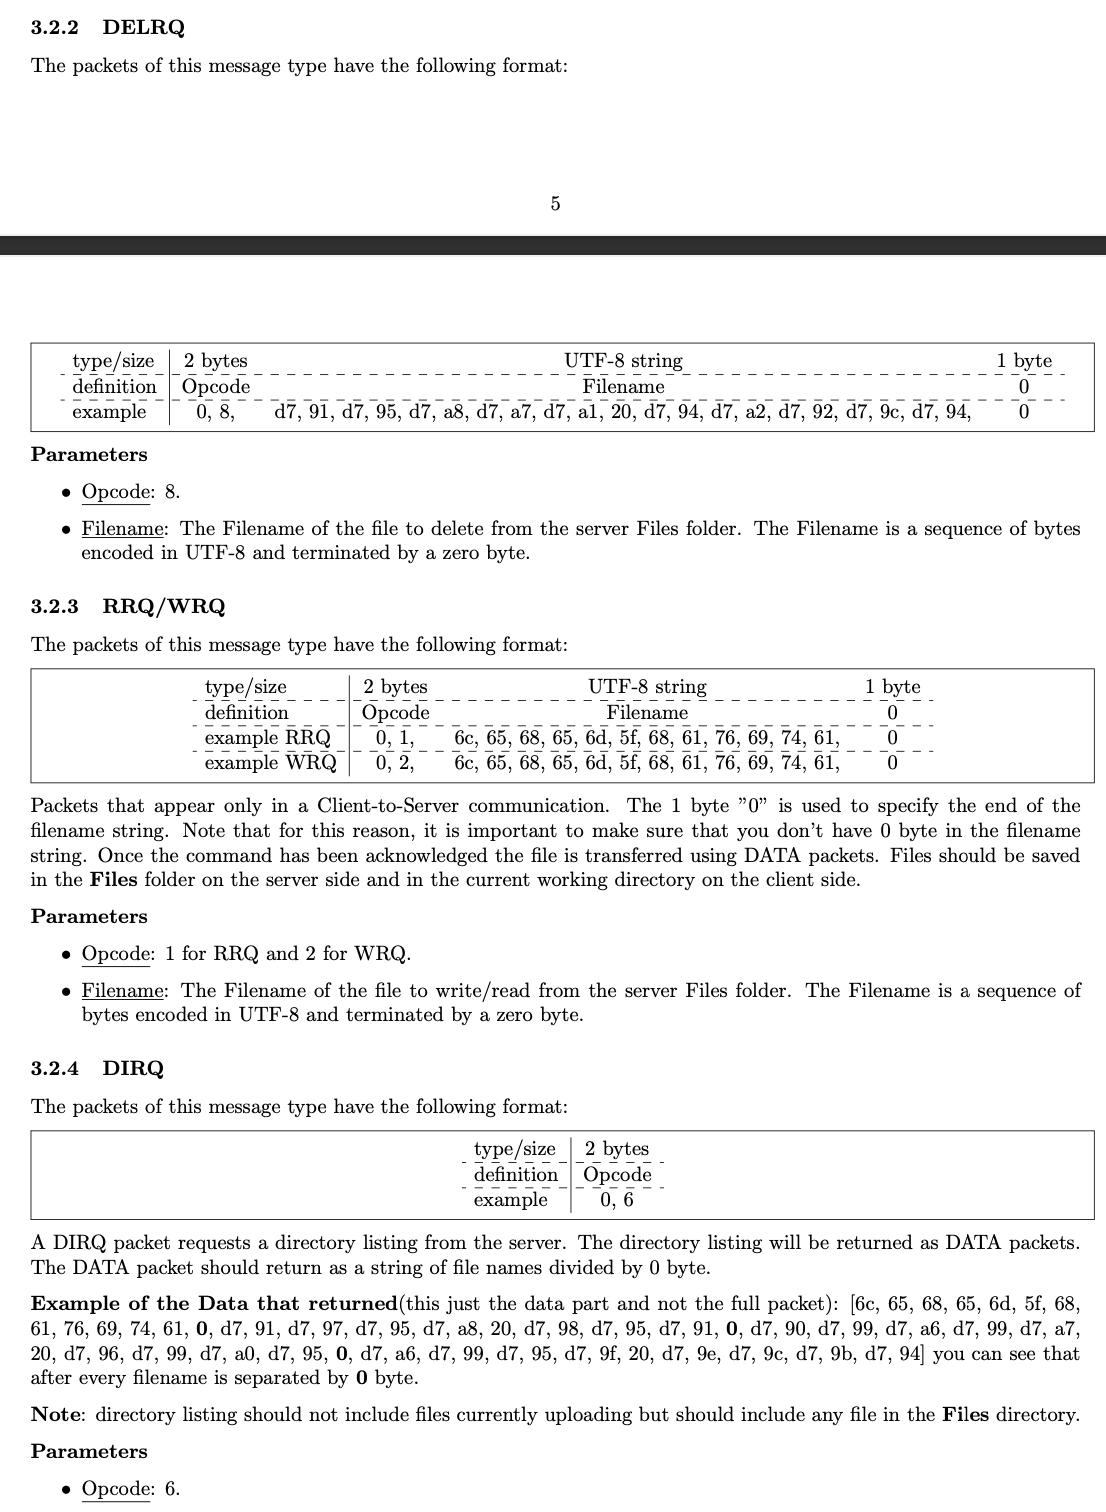 3.2.2 DELRQ
The packets of this message type have the following format:
5
type/size 2 bytes UTF-8 string 1 byte
definition Opcode Filename 0
example 0, 8, d7, 91, d7, 95, d7, a8, d7, a7, d7, a1, 20, d7, 94, d7, a2, d7, 92, d7, 9c, d7, 94, 0
Parameters
• Opcode: 8.
• Filename: The Filename of the file to delete from the server Files folder. The Filename is a sequence of bytes
encoded in UTF-8 and terminated by a zero byte.
3.2.3 RRQ/WRQ
The packets of this message type have the following format:
type/size 2 bytes UTF-8 string 1 byte
definition Opcode Filename 0
example RRQ 0, 1, 6c, 65, 68, 65, 6d, 5f, 68, 61, 76, 69, 74, 61, 0
example WRQ 0, 2, 6c, 65, 68, 65, 6d, 5f, 68, 61, 76, 69, 74, 61, 0
Packets that appear only in a Client-to-Server communication. The 1 byte ”0” is used to specify the end of the
filename string. Note that for this reason, it is important to make sure that you don’t have 0 byte in the filename
string. Once the command has been acknowledged the file is transferred using DATA packets. Files should be saved
in the Files folder on the server side and in the current working directory on the client side.
Parameters
• Opcode: 1 for RRQ and 2 for WRQ.
• Filename: The Filename of the file to write/read from the server Files folder. The Filename is a sequence of
bytes encoded in UTF-8 and terminated by a zero byte.
3.2.4 DIRQ
The packets of this message type have the following format:
type/size 2 bytes
definition Opcode
example 0, 6
A DIRQ packet requests a directory listing from the server. The directory listing will be returned as DATA packets.
The DATA packet should return as a string of file names divided by 0 byte.
Example of the Data that returned(this just the data part and not the full packet): [6c, 65, 68, 65, 6d, 5f, 68,
61, 76, 69, 74, 61, 0, d7, 91, d7, 97, d7, 95, d7, a8, 20, d7, 98, d7, 95, d7, 91, 0, d7, 90, d7, 99, d7, a6, d7, 99, d7, a7,
20, d7, 96, d7, 99, d7, a0, d7, 95, 0, d7, a6, d7, 99, d7, 95, d7, 9f, 20, d7, 9e, d7, 9c, d7, 9b, d7, 94] you can see that
after every filename is separated by 0 byte.
Note: directory listing should not include files currently uploading but should include any file in the Files directory.
Parameters
• Opcode: 6.